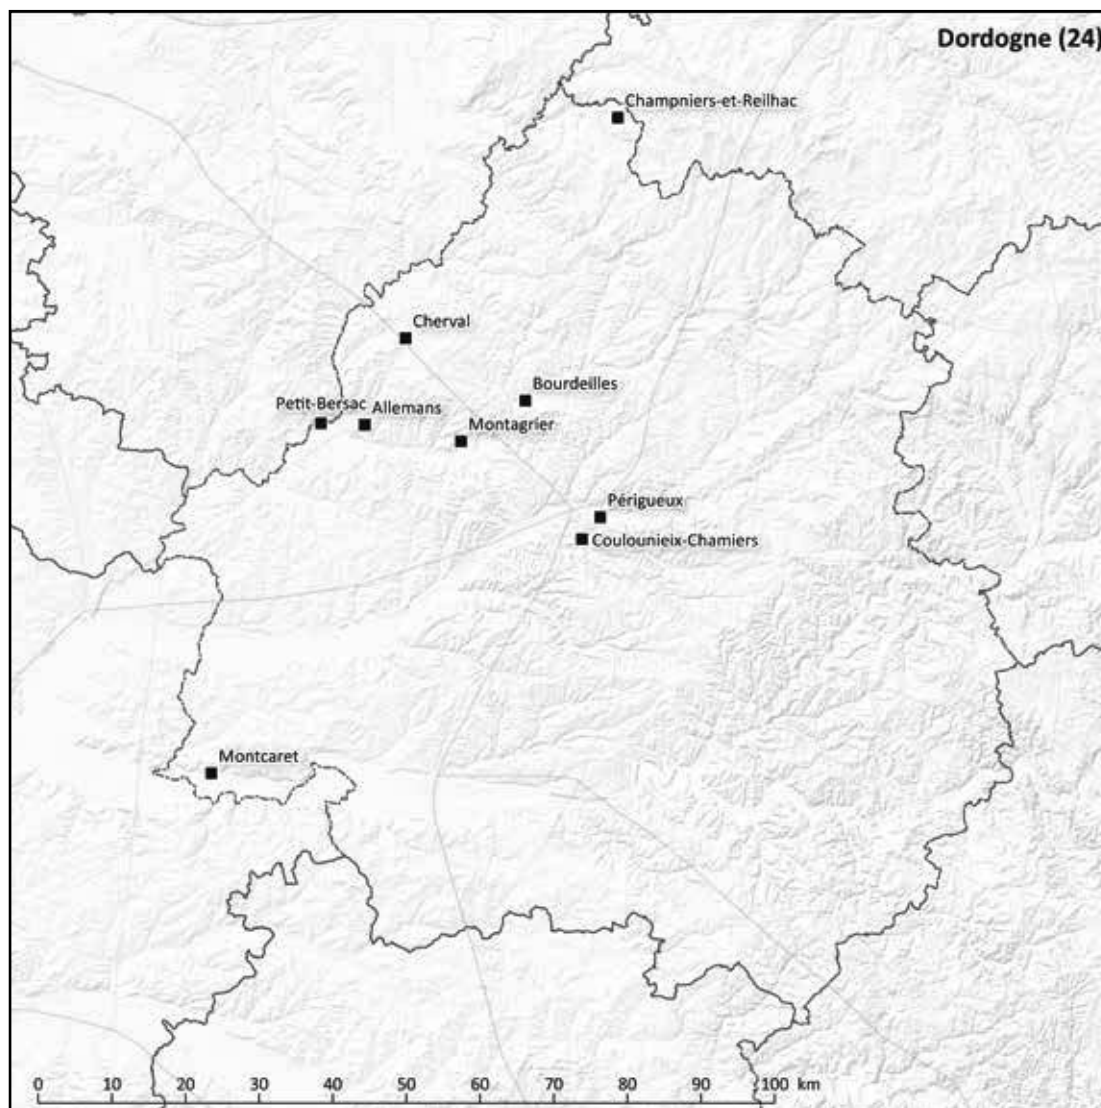 Dordogne (24)
Champniers-et-Reilhac
Cherval
Bourdeilles
Petit-Bersac
Allemans
Montagrier
Périgueux
Coulounieix-Chamiers
Montcaret
0 10 20 30 40 50 60 70 80 90 100 km